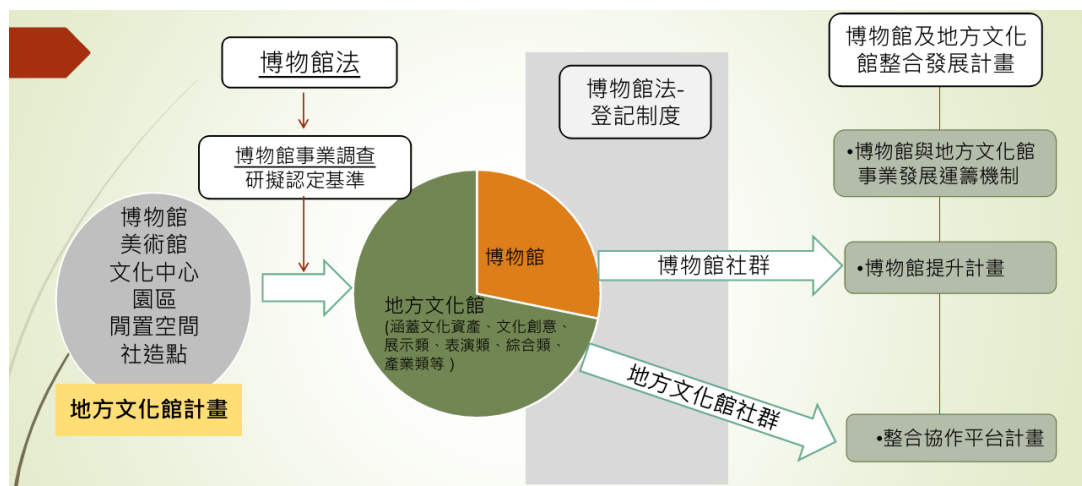 博物館法
博物館事業調查
研擬認定基準
博物館
美術館
文化中心
園區
閒置空間
社造點
地方文化館計畫
博物館
地方文化館
(涵蓋文化資產、文化創意、
展示類、表演類、綜合類、
產業類等)
博物館法-
登記制度
博物館社群
地方文化館社群
博物館及地方文化
館整合發展計畫
•博物館與地方文化館
事業發展運籌機制
•博物館提升計畫
•整合協作平台計畫